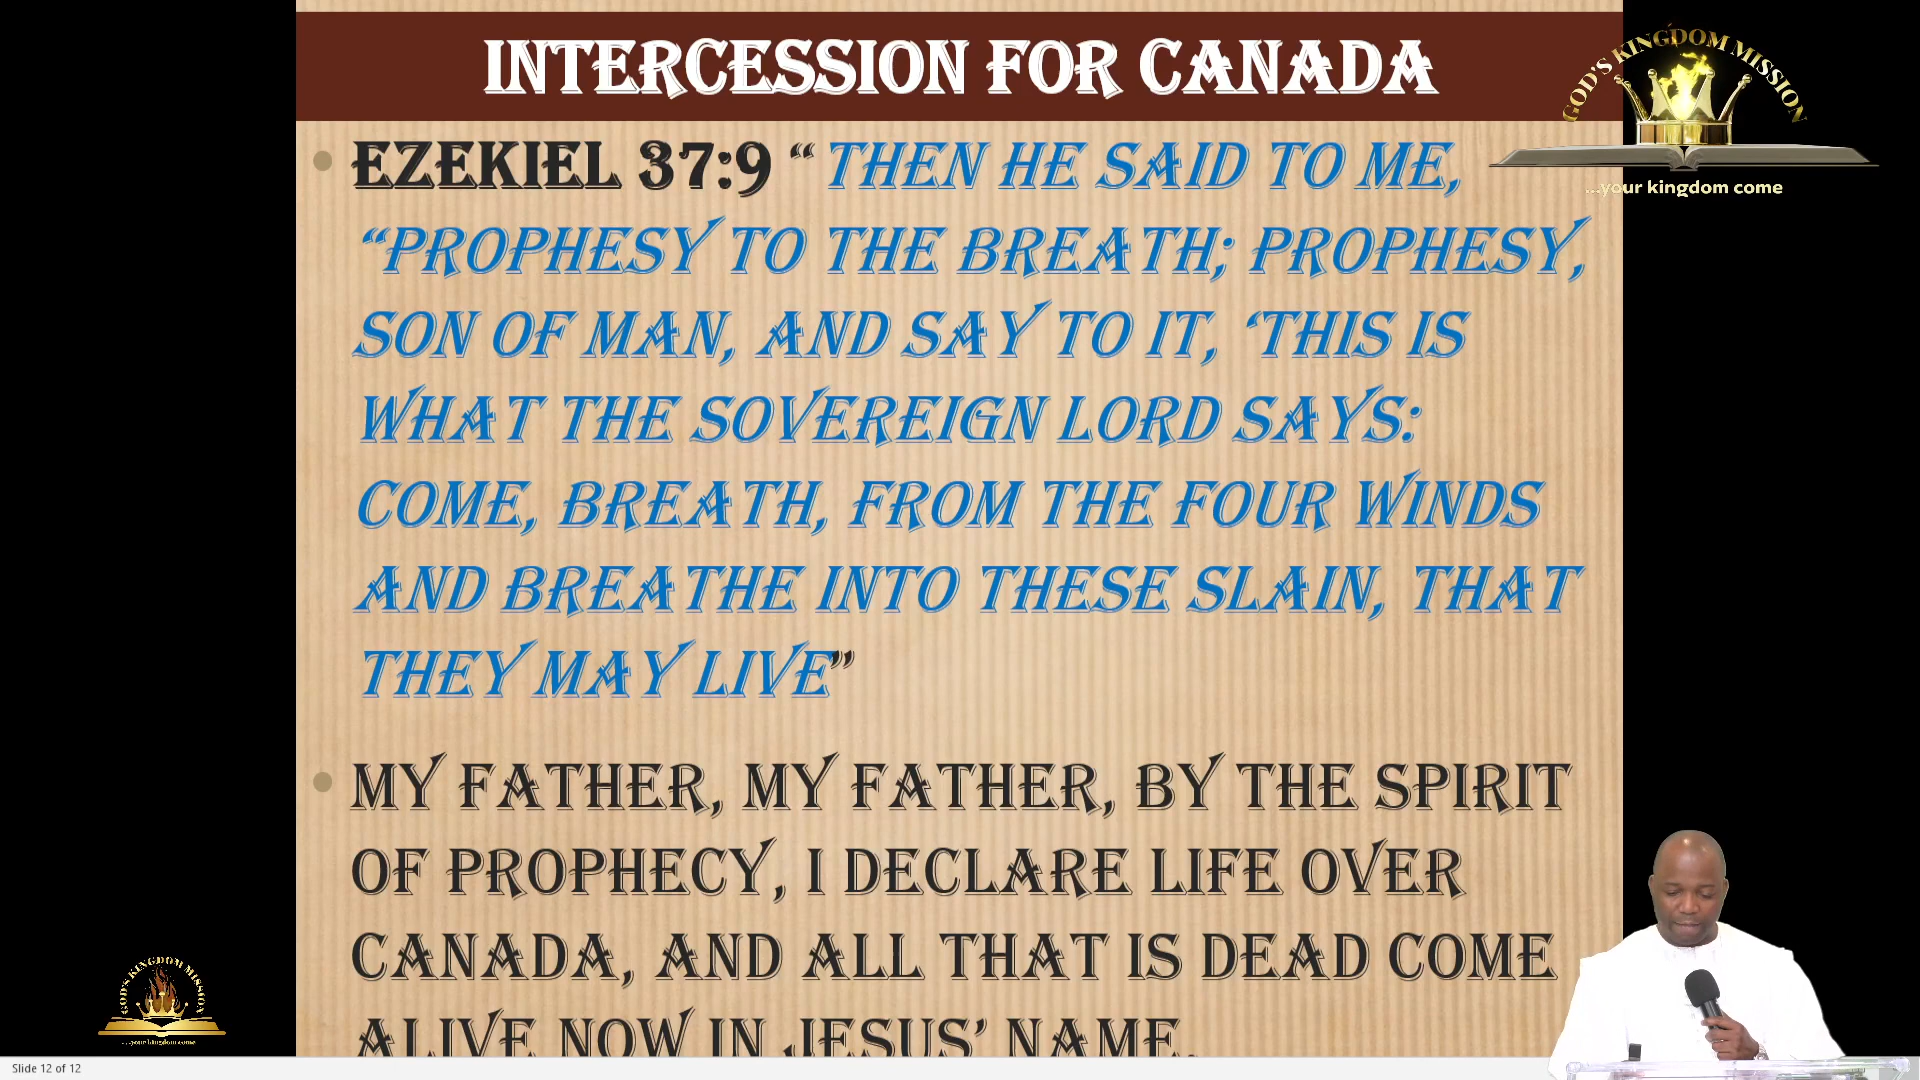 INTERCESSION FOR CANADA
GOD'S KINGDOM MISSION
...your kingdom come
EZEKIEL 37:9 “ THEN HE SAID TO ME,
“PROPHESY TO THE BREATH; PROPHESY,
SON OF MAN, AND SAY TO IT, ‘THIS IS
WHAT THE SOVEREIGN LORD SAYS:
COME, BREATH, FROM THE FOUR WINDS
AND BREATHE INTO THESE SLAIN, THAT
THEY MAY LIVE”
MY FATHER, MY FATHER, BY THE SPIRIT
OF PROPHECY, I DECLARE LIFE OVER
CANADA, AND ALL THAT IS DEAD COME
ALIVE NOW IN JESUS’ NAME.
GOD'S KINGDOM MISSION
...your kingdom come
Slide 12 of 12